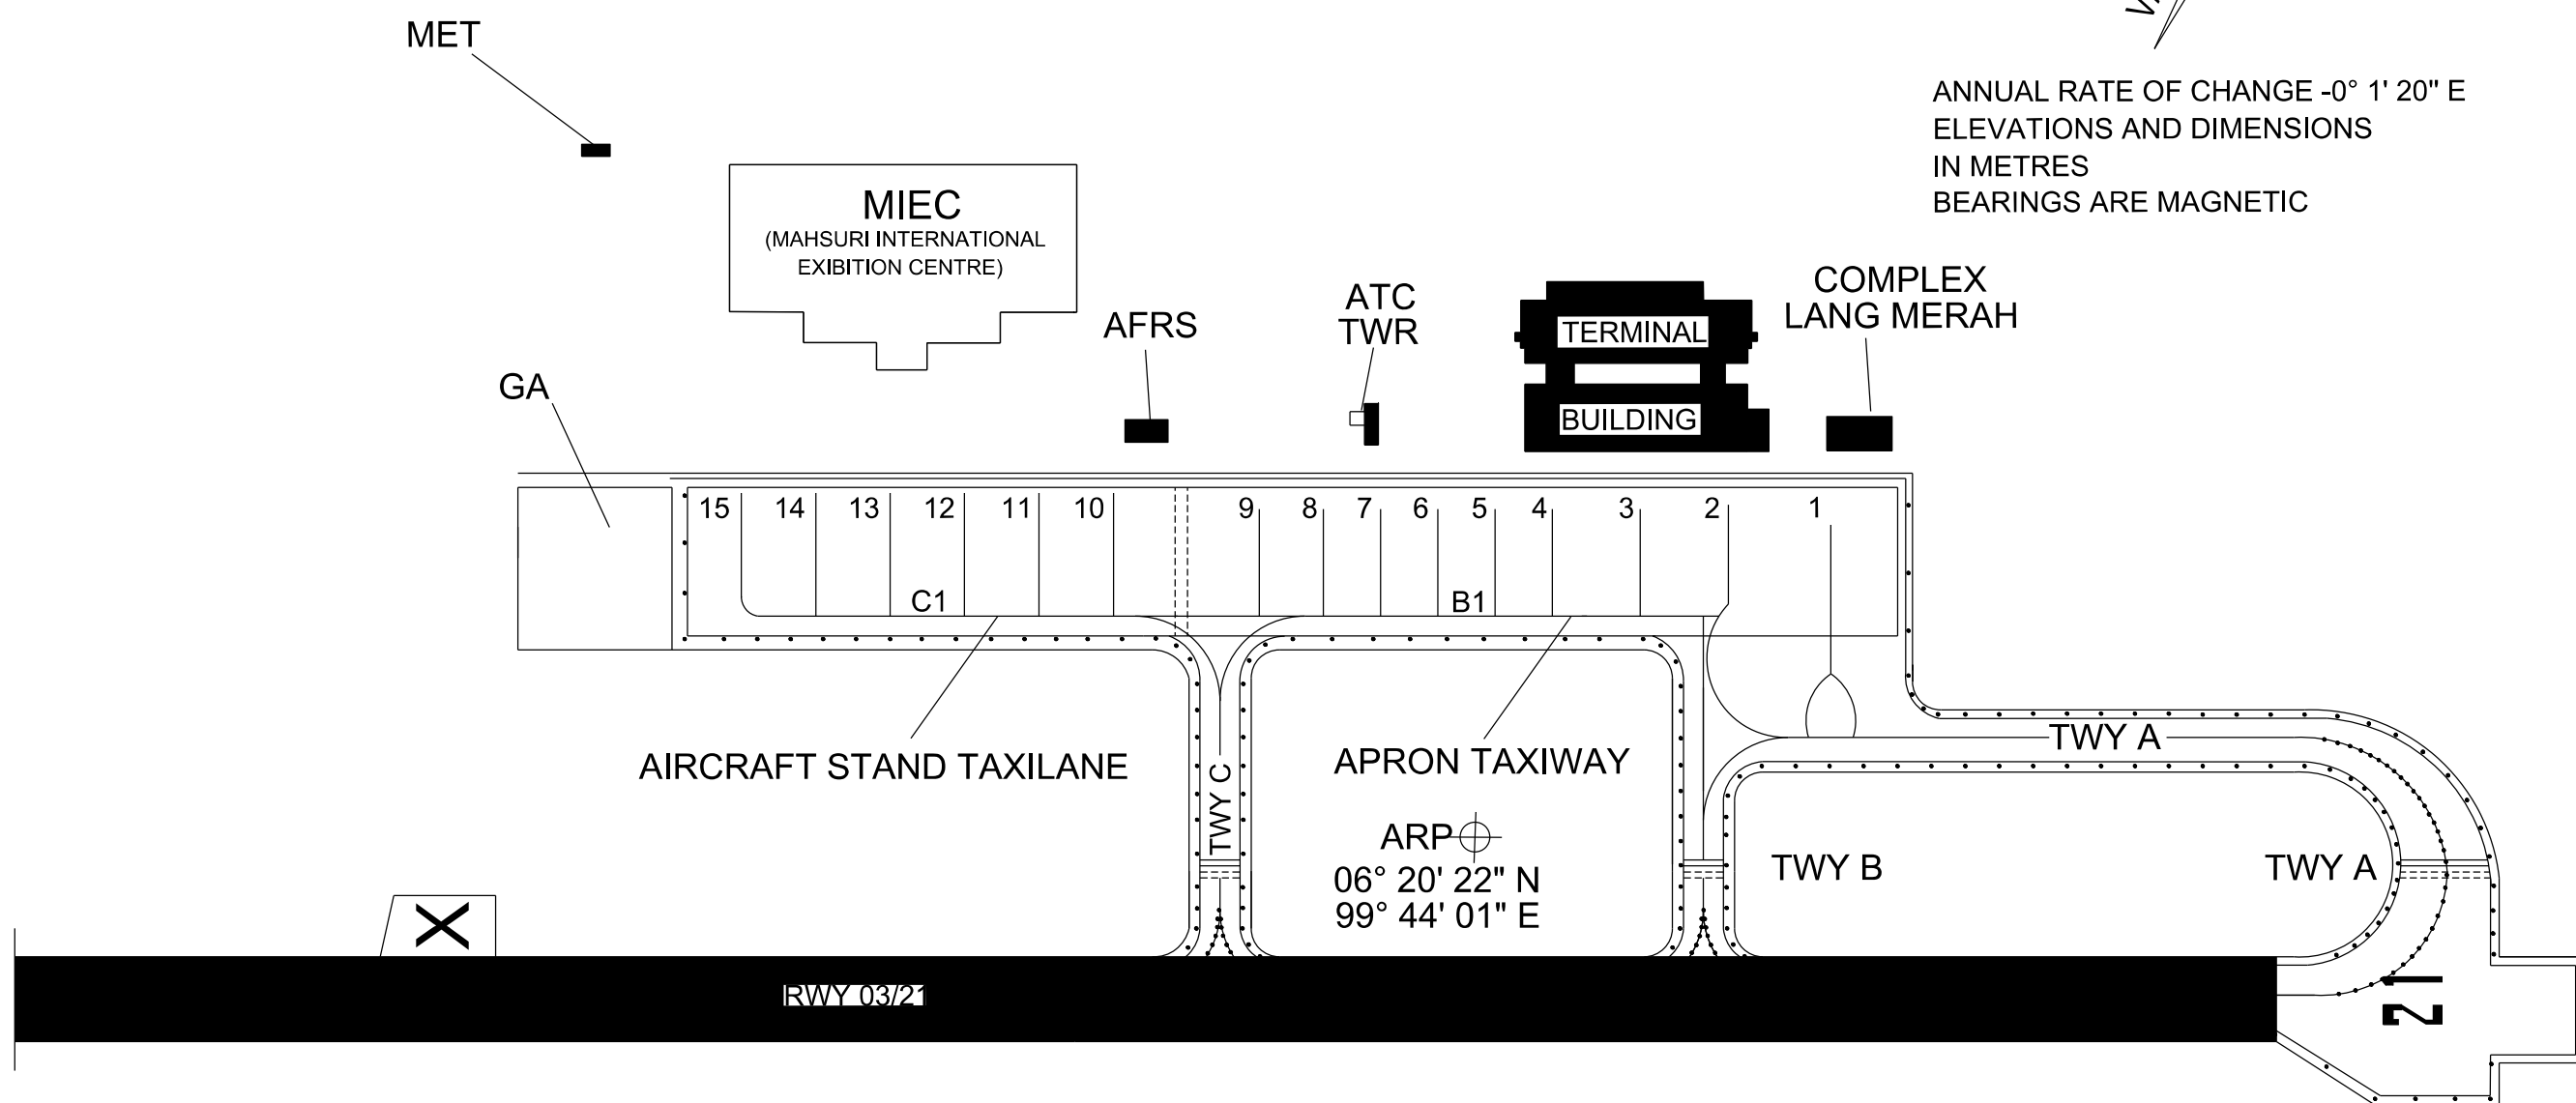 MET
ANNUAL RATE OF CHANGE -0° 1' 20" E
ELEVATIONS AND DIMENSIONS
IN METRES
BEARINGS ARE MAGNETIC
MIEC
(MAHSURI INTERNATIONAL
EXIBITION CENTRE)
AFRS
ATC
TWR
TERMINAL
BUILDING
COMPLEX
LANG MERAH
GA
15 14 13 12 11 10 9 8 7 6 5 4 3 2 1
C1
B1
AIRCRAFT STAND TAXILANE
TWY C
APRON TAXIWAY
TWY A
ARP
06° 20' 22" N
99° 44' 01" E
TWY B
TWY A
X
RWY 03/21
21